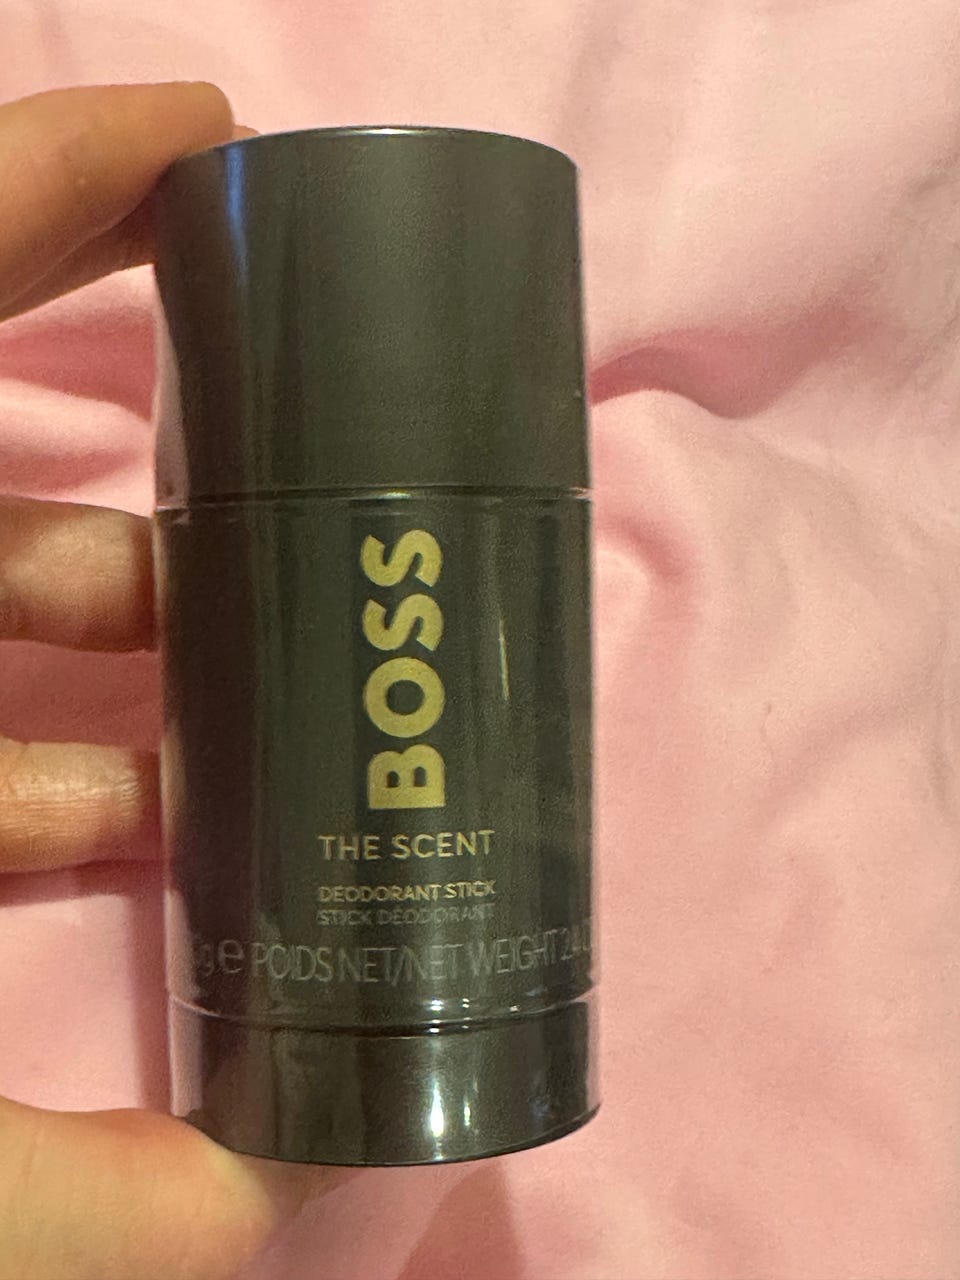 BOSS
THE SCENT
DEODORANT STICK
STICK DEODORANT
e POIDS NET/NET WEIGHT